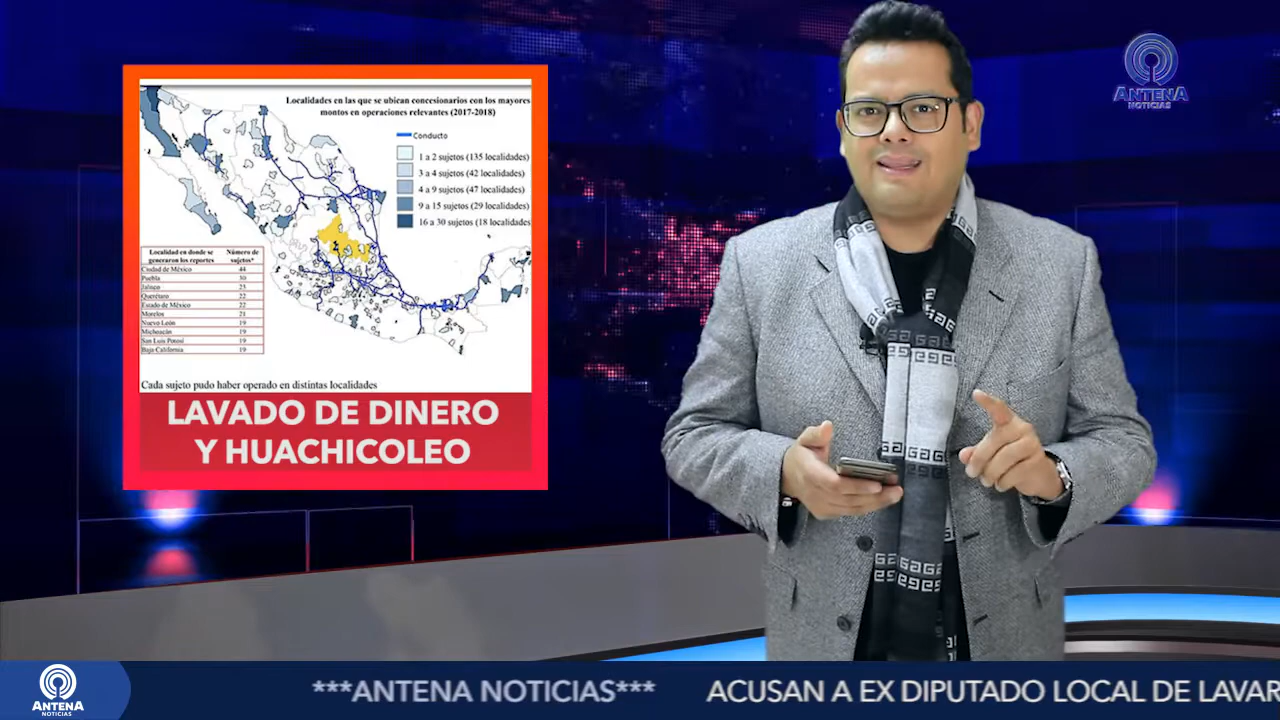 Localidades en las que se ubican concesionarios con los mayores
montos en operaciones relevantes (2017-2018)
Conducto
1 a 2 sujetos (135 localidades)
3 a 4 sujetos (42 localidades)
4 a 9 sujetos (47 localidades)
9 a 15 sujetos (29 localidades)
16 a 30 sujetos (18 localidades
Localidad en donde se generaron los reportes Número de sujetos*
Ciudad de México 44
Puebla 30
Jalisco 25
Querétaro 22
Estado de México 22
Morelos 21
Nuevo León 19
Michoacán 19
San Luis Potosí 19
Baja California 19
Cada sujeto pudo haber operado en distintas localidades
LAVADO DE DINERO
Y HUACHICOLEO
ANTENA
NOTICIAS
ANTENA
NOTICIAS
***ANTENA NOTICIAS*** ACUSAN A EX DIPUTADO LOCAL DE LAVAR